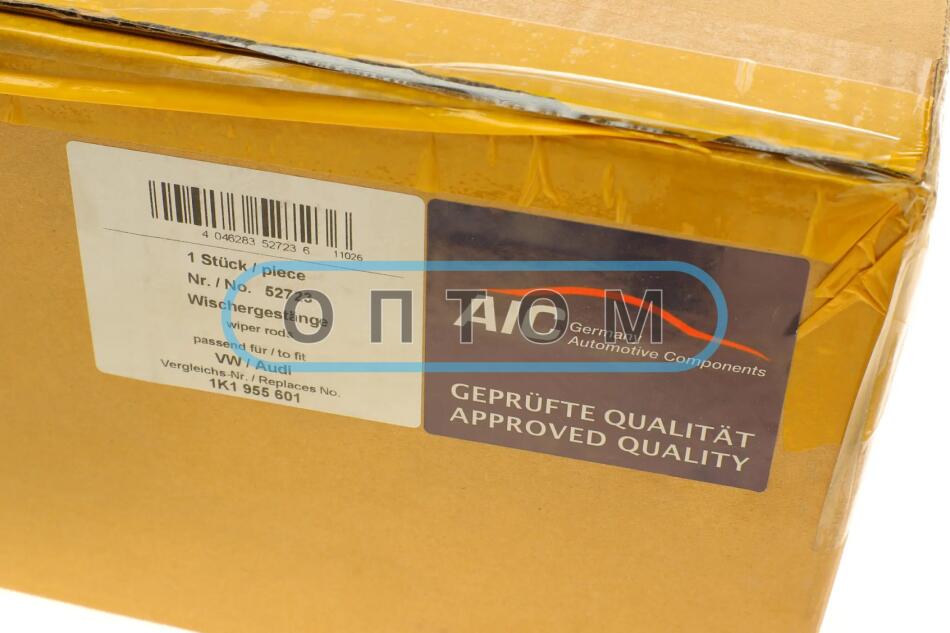 4 046283 52723 6
11026
1 Stück / piece
Nr. / No. 52723
Wischergestänge
wiper rods
passend für / to fit
VW / Audi
Vergleichs-Nr. / Replaces No.
1K1 955 601
AIC
Germany
Automotive Components
GEPRÜFTE QUALITÄT
APPROVED QUALITY
ОПТОМ